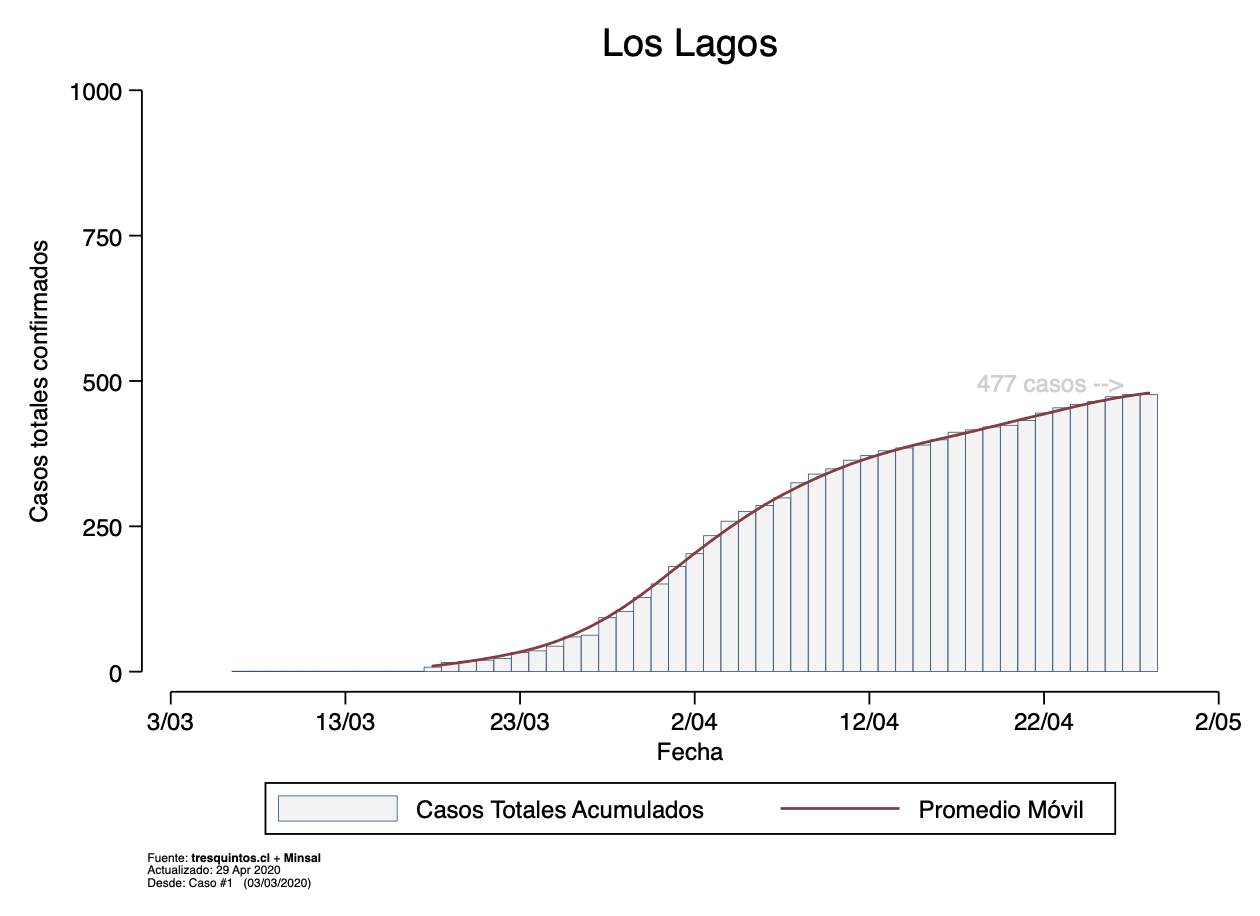 Los Lagos
Casos totales confirmados
1000
750
500
250
0
477 casos -->
3/03 13/03 23/03 2/04 12/04 22/04 2/05
Fecha
Casos Totales Acumulados Promedio Móvil
Fuente: tresquintos.cl + Minsal
Actualizado: 29 Apr 2020
Desde: Caso #1 (03/03/2020)